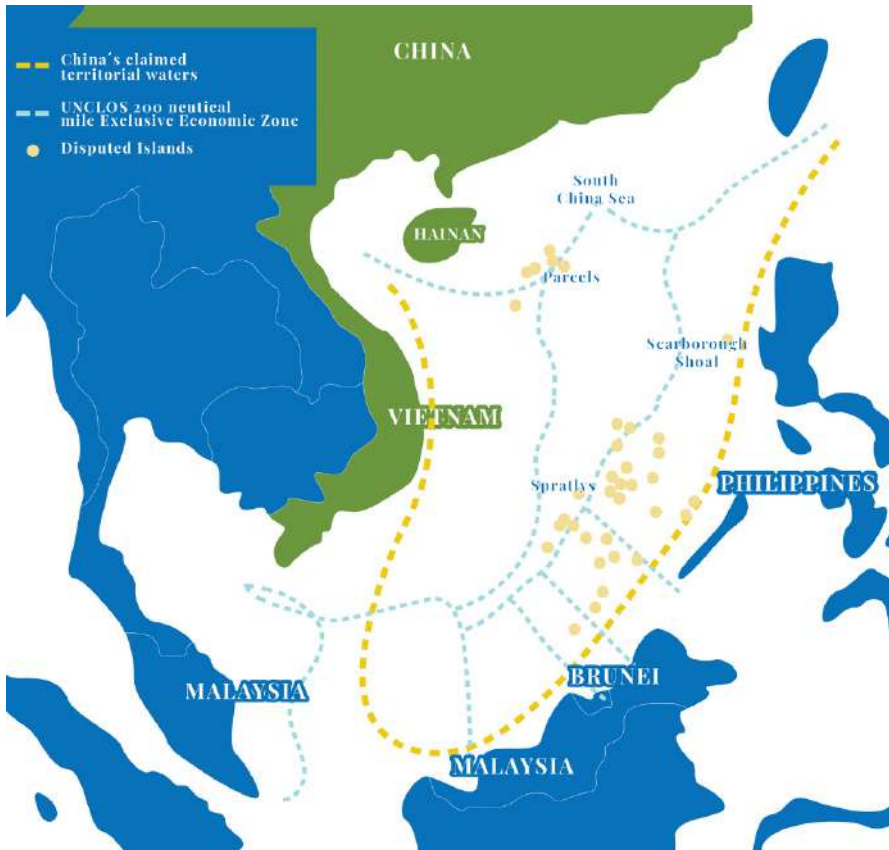 China´s claimed
territorial waters
UNCLOS 200 neutical
mile Exclusive Economic Zone
Disputed Islands
CHINA
South
China Sea
HAINAN
Parcels
Scarborough
Shoal
VIETNAM
Spratlys
PHILIPPINES
MALAYSIA
BRUNEI
MALAYSIA